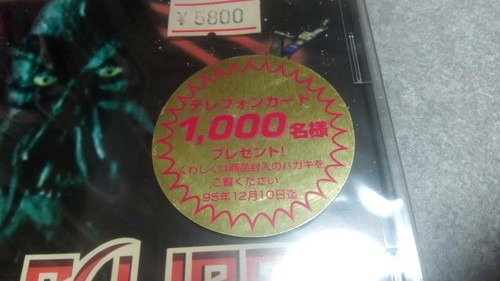 ¥5800
テレフォンカード
1,000名様
プレゼント!
くわしくは商品封入のハガキを
ご覧ください
95年12月10日迄